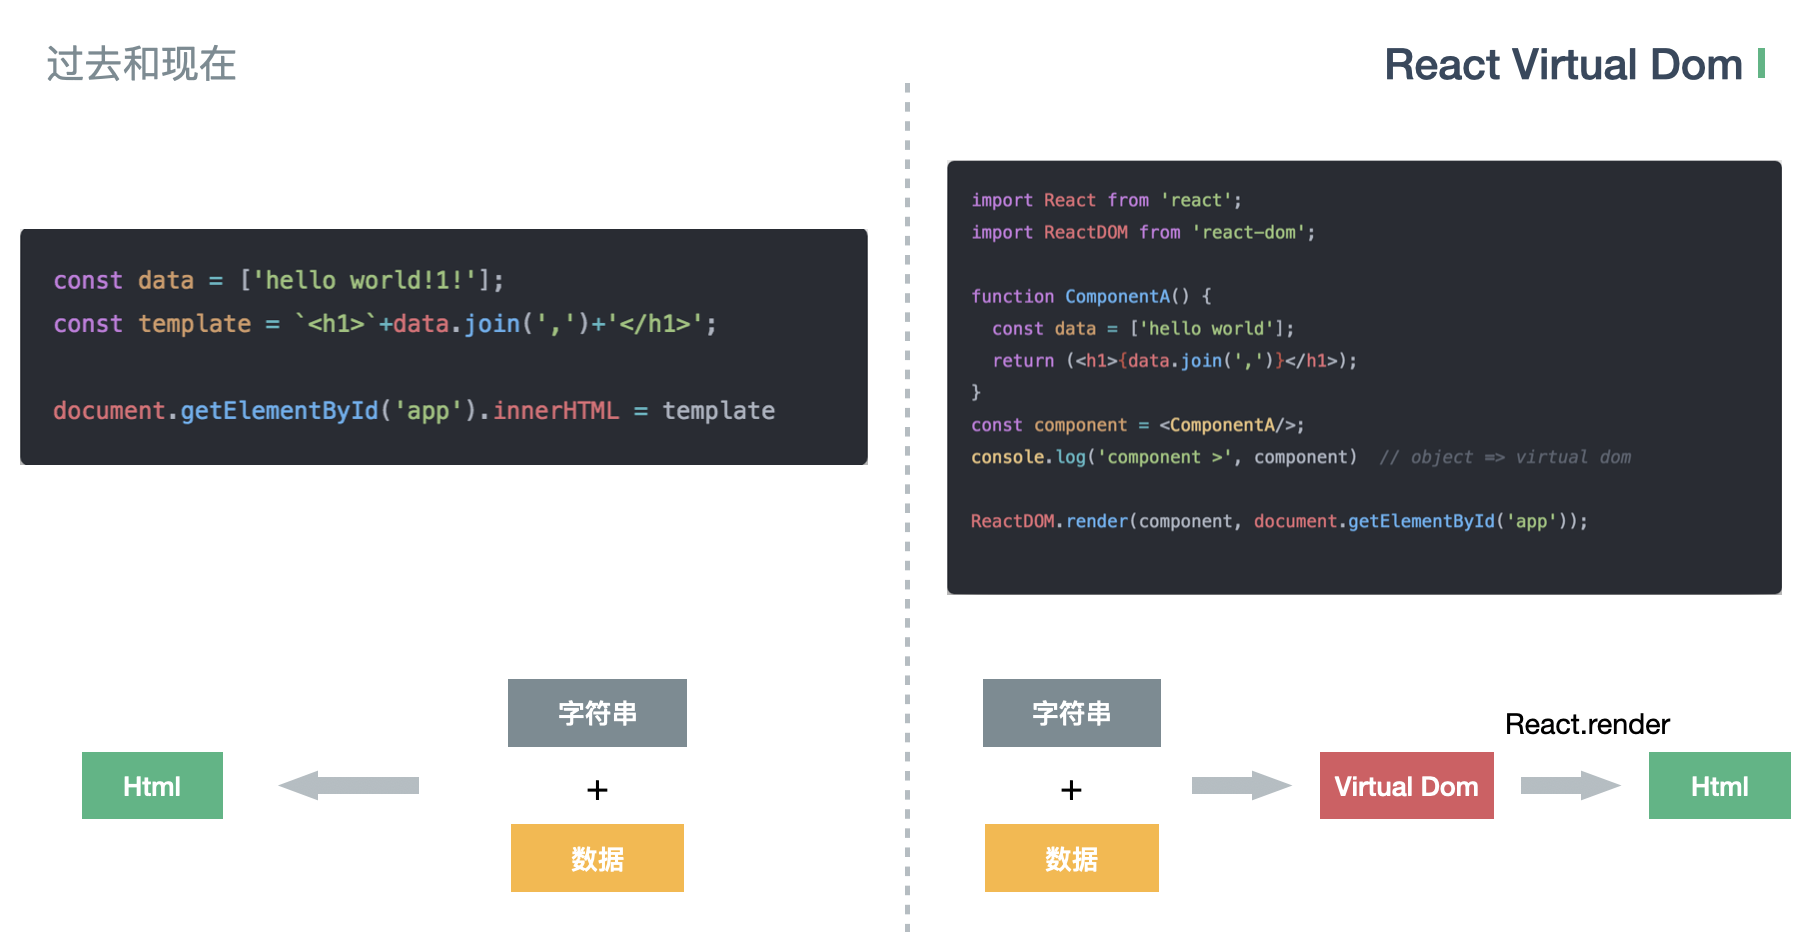 过去和现在
React Virtual Dom
const data = ['hello world!1!'];
const template = `<h1>`+data.join(',')+'</h1>';
document.getElementById('app').innerHTML = template
import React from 'react';
import ReactDOM from 'react-dom';
function ComponentA() {
const data = ['hello world'];
return (<h1>{data.join(',')}</h1>);
}
const component = <ComponentA/>;
console.log('component >', component)  // object => virtual dom
ReactDOM.render(component, document.getElementById('app'));
字符串
Html
+
数据
字符串
+
数据
Virtual Dom
React.render
Html